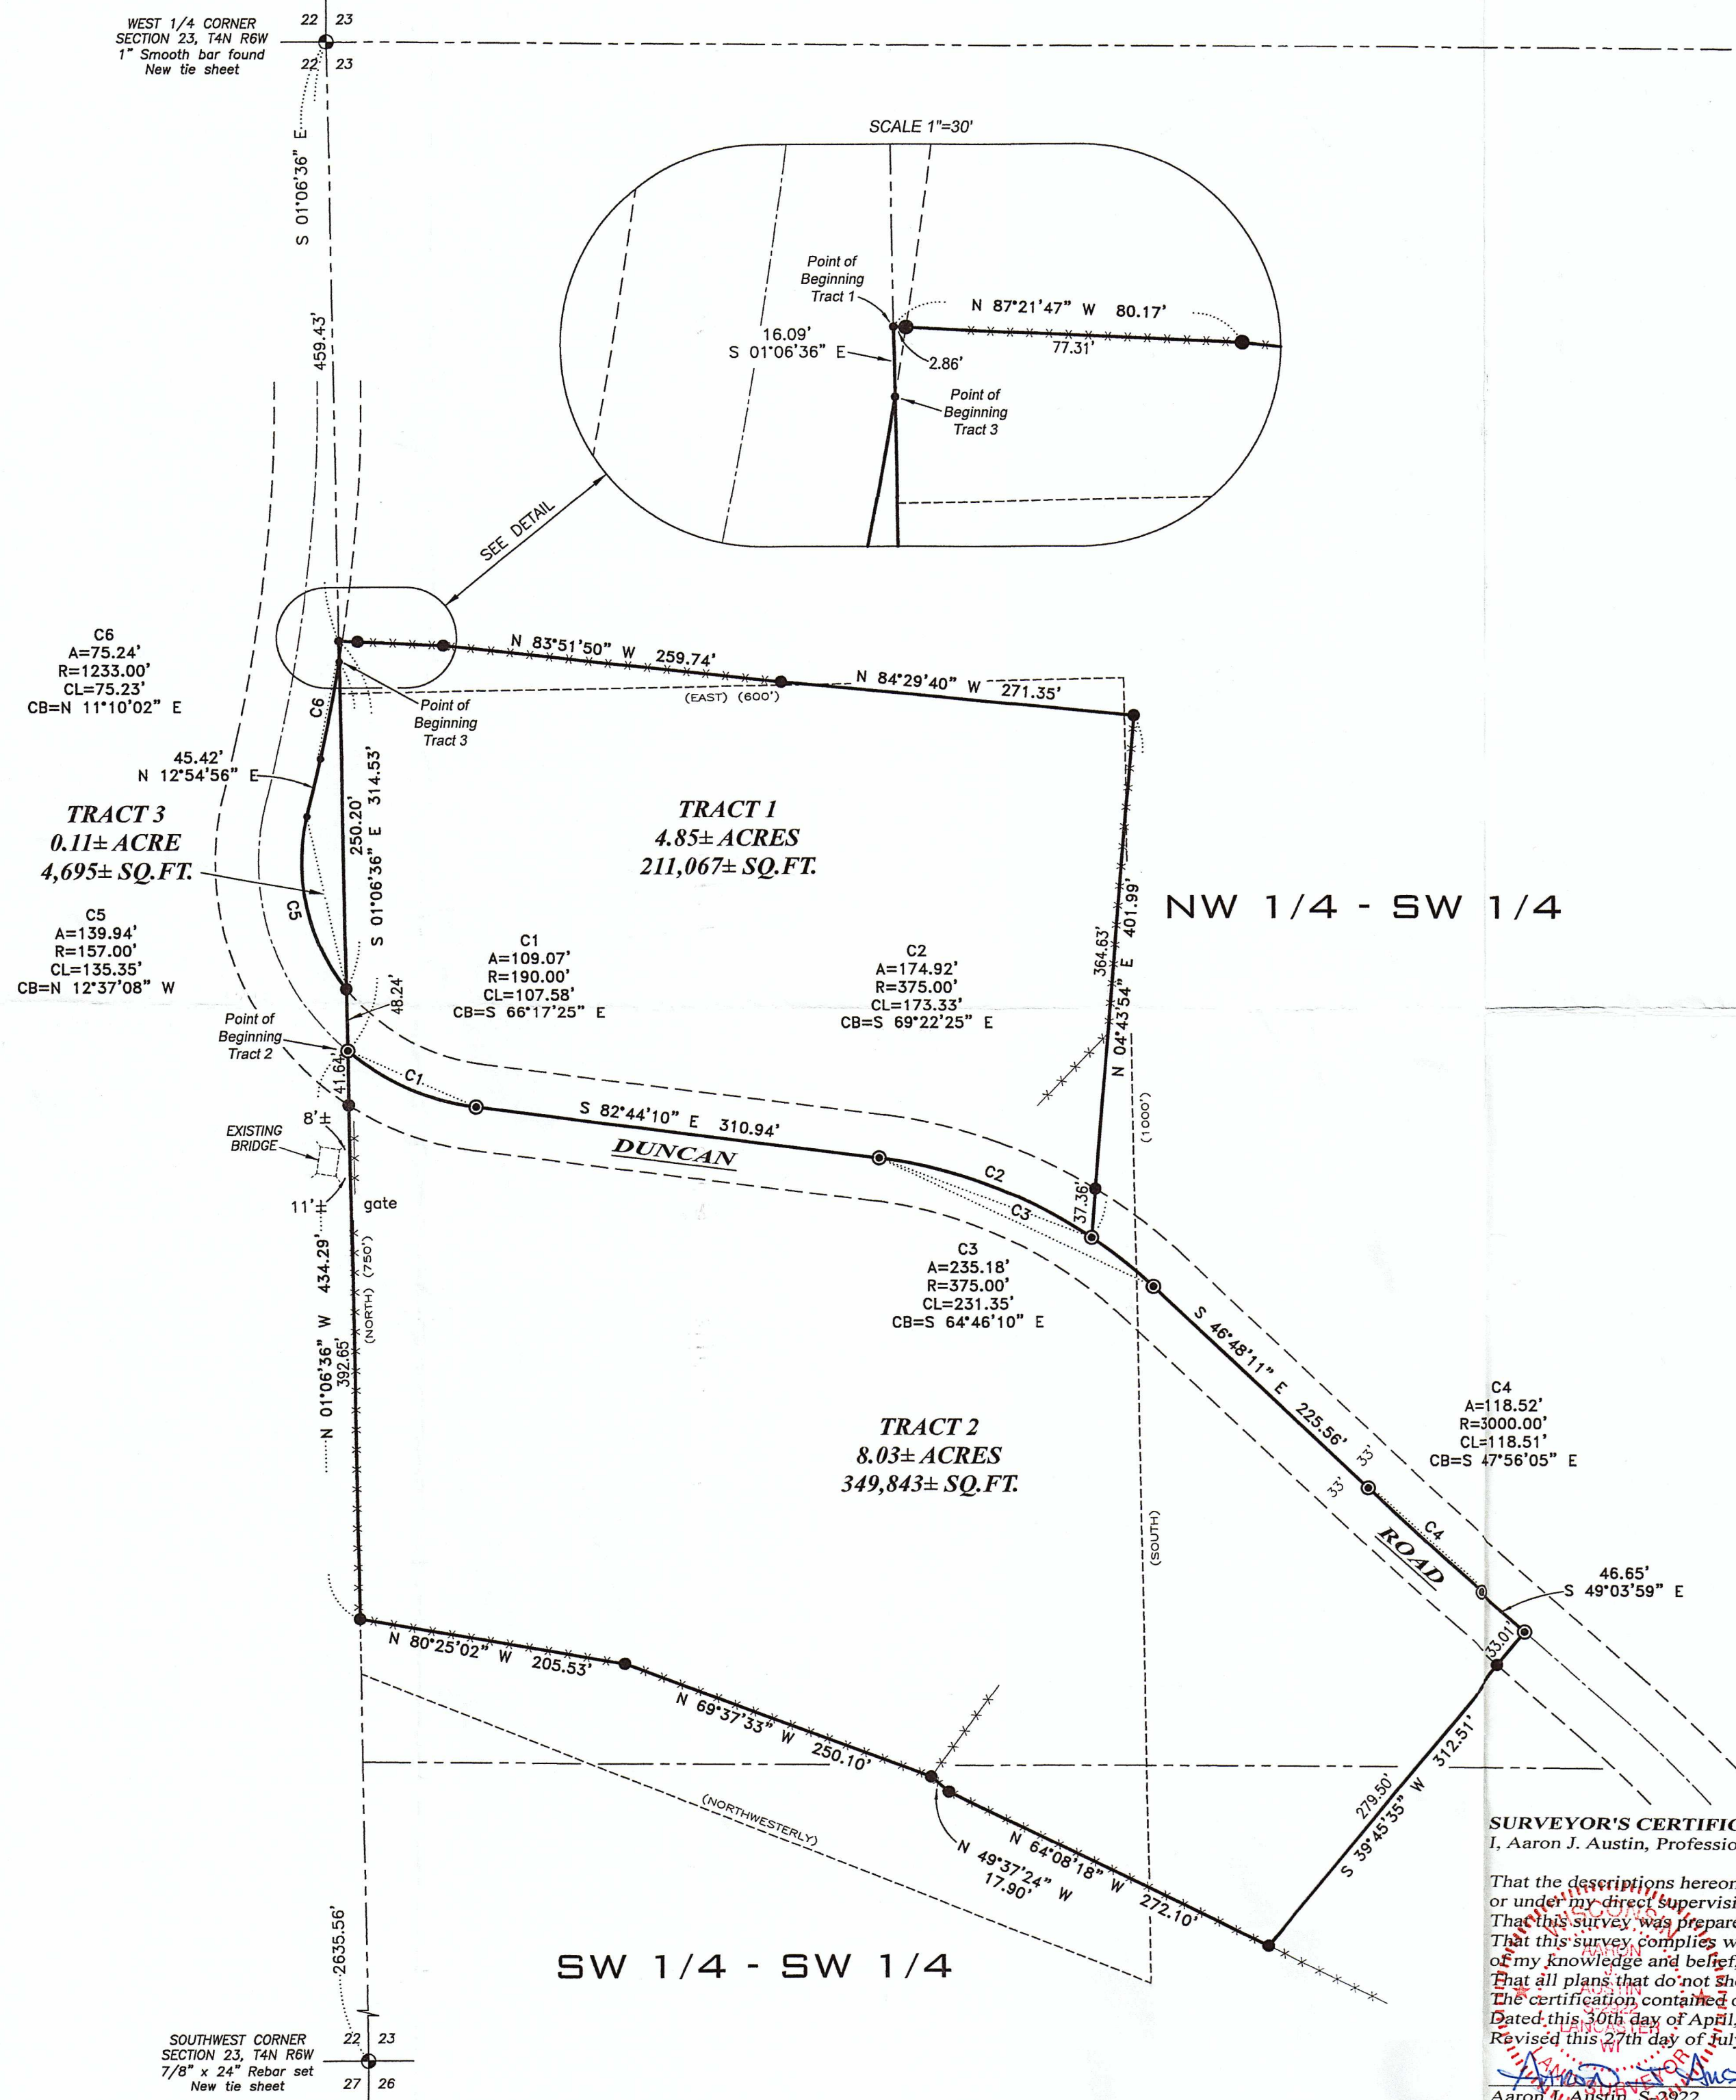 WEST 1/4 CORNER
SECTION 23, T4N R6W
1" Smooth bar found
New tie sheet
22 23
22 23
S 01°06'36" E
459.43'
SCALE 1"=30'
Point of
Beginning
Tract 1
N 87°21'47" W 80.17'
16.09'
S 01°06'36" E
77.31'
2.86'
Point of
Beginning
Tract 3
SEE DETAIL
C6
A=75.24'
R=1233.00'
CL=75.23'
CB=N 11°10'02" E
N 83°51'50" W 259.74'
N 84°29'40" W 271.35'
(EAST) (600')
Point of
Beginning
Tract 3
C6
45.42'
N 12°54'56" E
TRACT 3
0.11± ACRE
4,695± SQ.FT.
250.20'
S 01°06'36" E 314.53'
TRACT 1
4.85± ACRES
211,067± SQ.FT.
NW 1/4 - SW 1/4
364.63'
N 04°43'54" E 401.99'
C5
C5
A=139.94'
R=157.00'
CL=135.35'
CB=N 12°37'08" W
C1
A=109.07'
R=190.00'
CL=107.58'
CB=S 66°17'25" E
C2
A=174.92'
R=375.00'
CL=173.33'
CB=S 69°22'25" E
48.24'
Point of
Beginning
Tract 2
41.64'
C1
S 82°44'10" E 310.94'
DUNCAN
(1000')
8'±
EXISTING
BRIDGE
11'±
gate
C2
C3
37.36'
C3
A=235.18'
R=375.00'
CL=231.35'
CB=S 64°46'10" E
N 01°06'36" W 434.29'
392.65'
(NORTH) (750')
S 46°48'11" E 225.56'
33'
33'
C4
A=118.52'
R=3000.00'
CL=118.51'
CB=S 47°56'05" E
TRACT 2
8.03± ACRES
349,843± SQ.FT.
(SOUTH)
C4
ROAD
46.65'
S 49°03'59" E
33.01'
N 80°25'02" W 205.53'
N 69°37'33" W 250.10'
(NORTHWESTERLY)
N 49°37'24" W
17.90'
N 64°08'18" W 272.10'
279.50'
S 39°45'35" W 312.51'
SW 1/4 - SW 1/4
2635.56'
SOUTHWEST CORNER
SECTION 23, T4N R6W
7/8" x 24" Rebar set
New tie sheet
22 23
27 26
SURVEYOR'S CERTIFIC
I, Aaron J. Austin, Professio
That the descriptions hereon
or under my direct supervisi
That this survey was prepare
That this survey complies w
of my knowledge and belief
That all plans that do not sh
The certification contained o
Dated this 30th day of April,
Revised this 27th day of July
WISCONSIN
AARON
J.
AUSTIN
S-2922
LANCASTER
WI
LAND SURVEYOR
Aaron J. Austin, S-2922